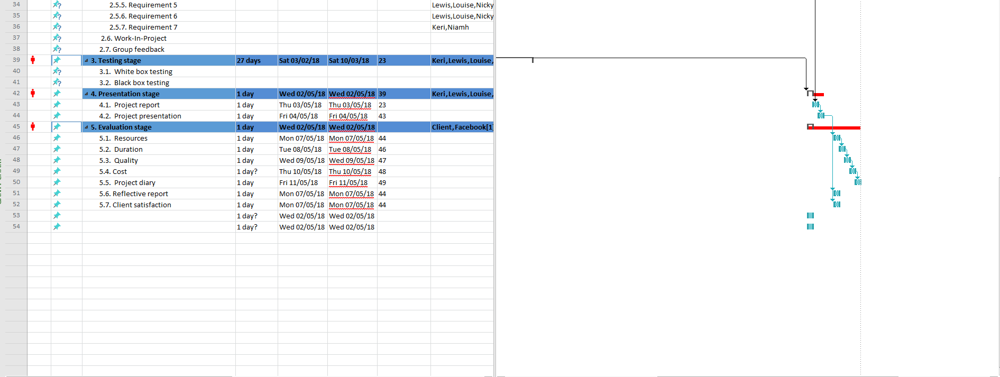 34 2.5.5. Requirement 5 Lewis,Louise,Nicky
35 2.5.6. Requirement 6 Lewis,Louise,Nicky
36 2.5.7. Requirement 7 Keri,Niamh
37 2.6. Work-In-Project
38 2.7. Group feedback
39 3. Testing stage 27 days Sat 03/02/18 Sat 10/03/18 23 Keri,Lewis,Louise,
40 3.1. White box testing
41 3.2. Black box testing
42 4. Presentation stage 1 day Wed 02/05/18 Wed 02/05/18 39 Keri,Lewis,Louise,
43 4.1. Project report 1 day Thu 03/05/18 Thu 03/05/18 23
44 4.2. Project presentation 1 day Fri 04/05/18 Fri 04/05/18 43
45 5. Evaluation stage 1 day Wed 02/05/18 Wed 02/05/18 Client,Facebook[1]
46 5.1. Resources 1 day Mon 07/05/18 Mon 07/05/18 44
47 5.2. Duration 1 day Tue 08/05/18 Tue 08/05/18 46
48 5.3. Quality 1 day Wed 09/05/18 Wed 09/05/18 47
49 5.4. Cost 1 day? Thu 10/05/18 Thu 10/05/18 48
50 5.5. Project diary 1 day Fri 11/05/18 Fri 11/05/18 49
51 5.6. Reflective report 1 day Mon 07/05/18 Mon 07/05/18 44
52 5.7. Client satisfaction 1 day Mon 07/05/18 Mon 07/05/18 44
53 1 day? Wed 02/05/18 Wed 02/05/18
54 1 day? Wed 02/05/18 Wed 02/05/18